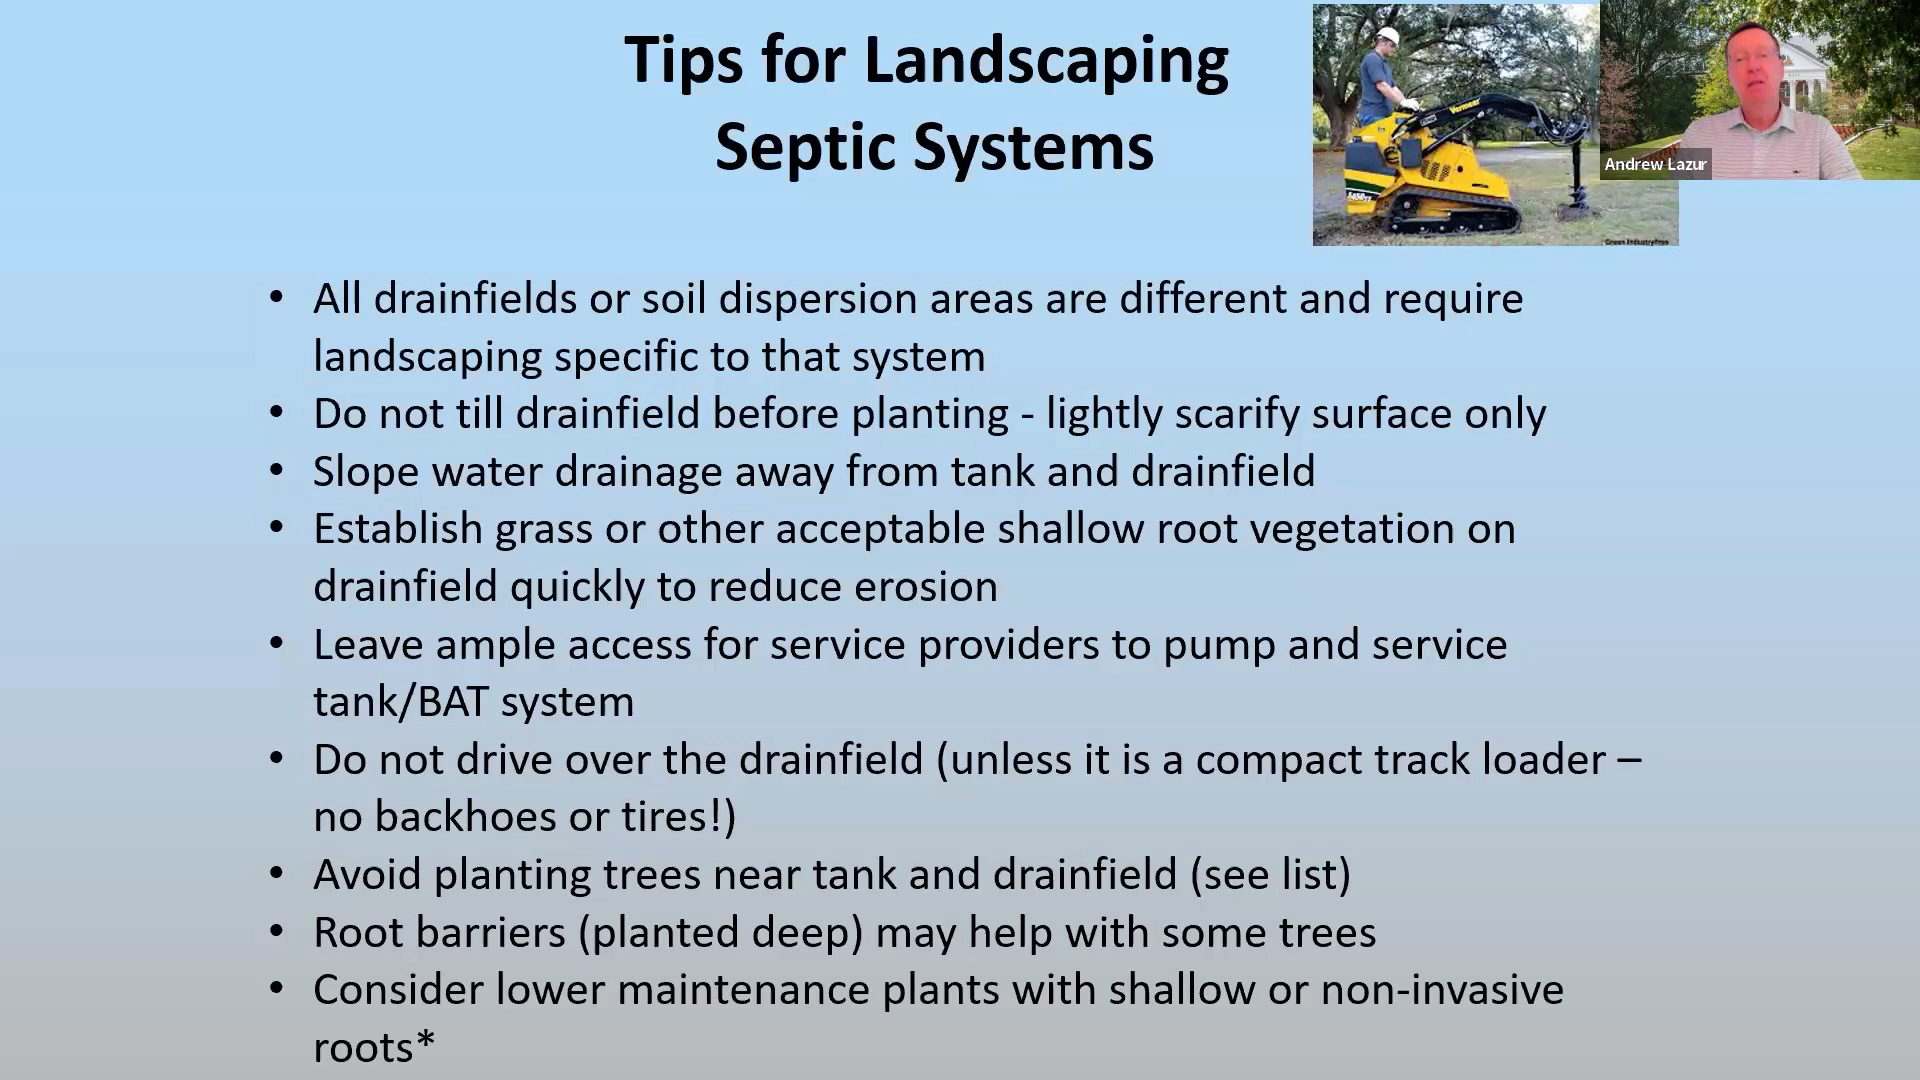 Tips for Landscaping
Septic Systems
Vermeer
Andrew Lazur
Green IndustryPros
• All drainfields or soil dispersion areas are different and require
landscaping specific to that system
• Do not till drainfield before planting - lightly scarify surface only
• Slope water drainage away from tank and drainfield
• Establish grass or other acceptable shallow root vegetation on
drainfield quickly to reduce erosion
• Leave ample access for service providers to pump and service
tank/BAT system
• Do not drive over the drainfield (unless it is a compact track loader –
no backhoes or tires!)
• Avoid planting trees near tank and drainfield (see list)
• Root barriers (planted deep) may help with some trees
• Consider lower maintenance plants with shallow or non-invasive
roots*